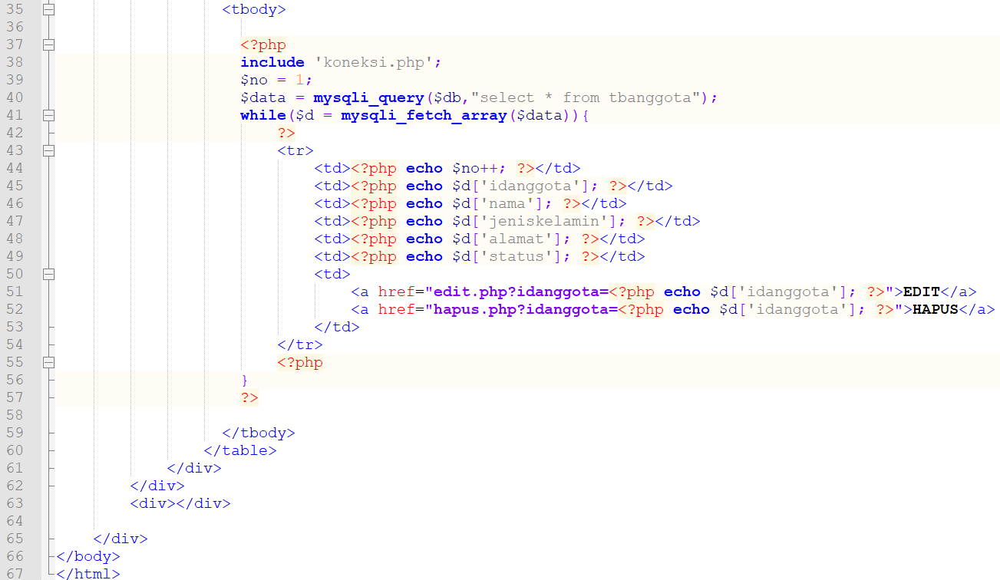 35 <tbody>
36
37 <?php
38 include 'koneksi.php';
39 $no = 1;
40 $data = mysqli_query($db,"select * from tbanggota");
41 while($d = mysqli_fetch_array($data)){
42 ?>
43 <tr>
44 <td><?php echo $no++; ?></td>
45 <td><?php echo $d['idanggota']; ?></td>
46 <td><?php echo $d['nama']; ?></td>
47 <td><?php echo $d['jeniskelamin']; ?></td>
48 <td><?php echo $d['alamat']; ?></td>
49 <td><?php echo $d['status']; ?></td>
50 <td>
51 <a href="edit.php?idanggota=<?php echo $d['idanggota']; ?>">EDIT</a>
52 <a href="hapus.php?idanggota=<?php echo $d['idanggota']; ?>">HAPUS</a>
53 </td>
54 </tr>
55 <?php
56 }
57 ?>
58
59 </tbody>
60 </table>
61 </div>
62 </div>
63 <div></div>
64
65 </div>
66 </body>
67 </html>